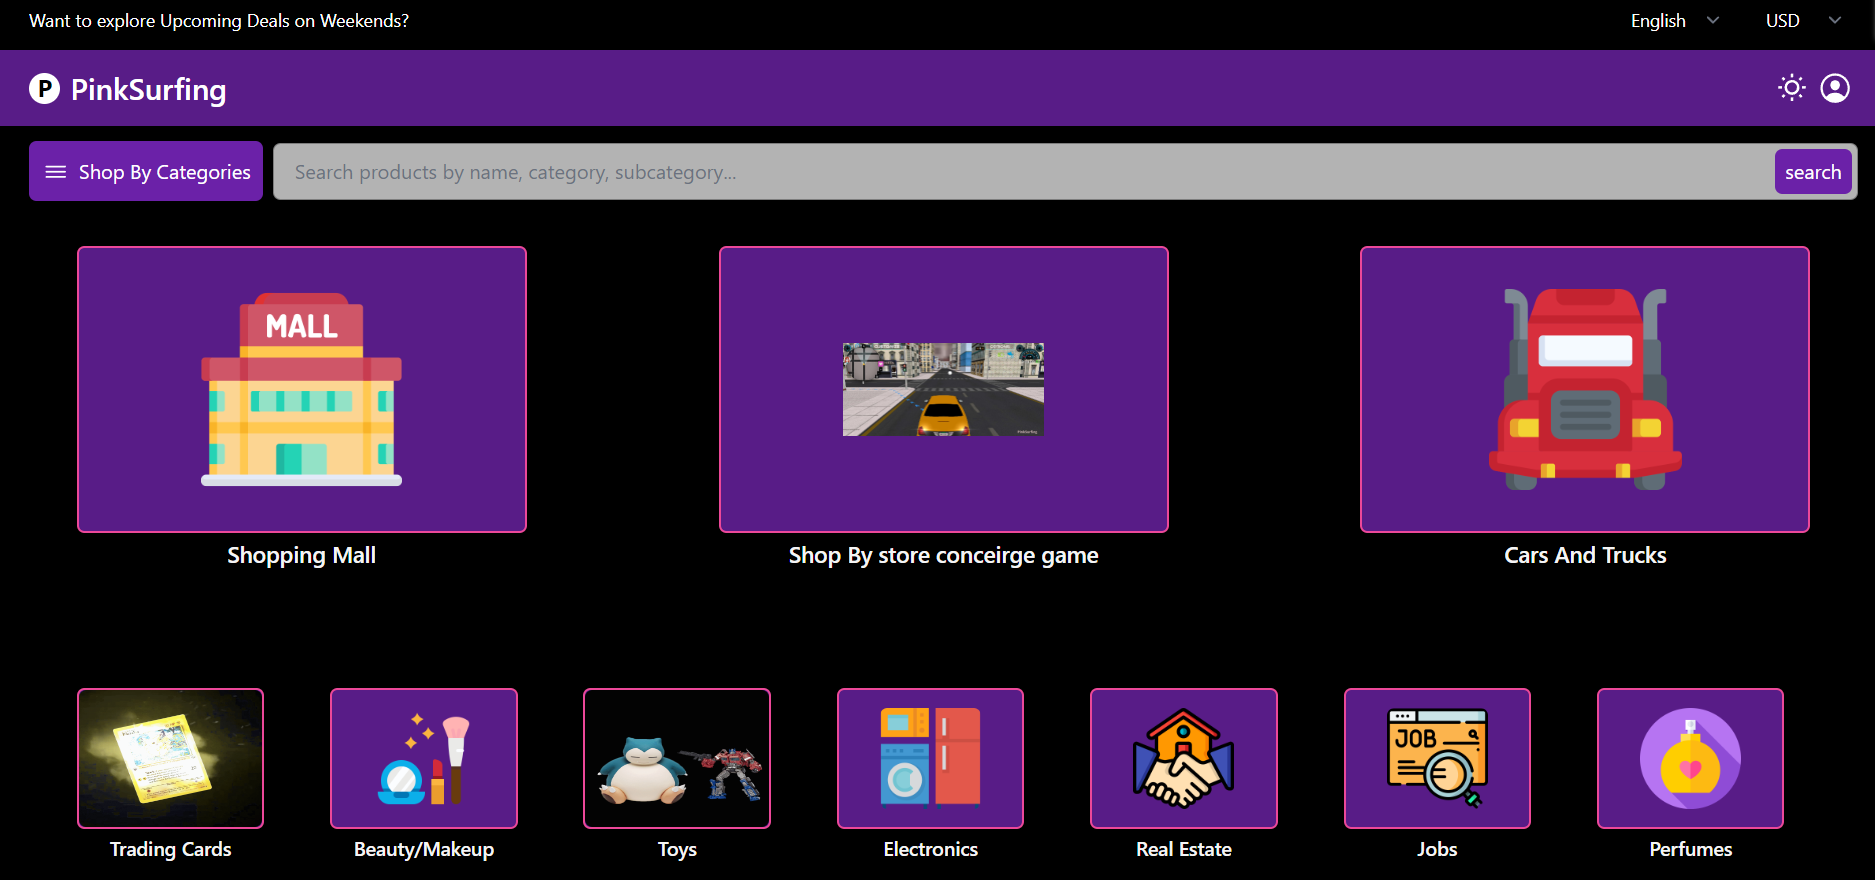 Want to explore Upcoming Deals on Weekends?
English
USD
P PinkSurfing
Shop By Categories
Search products by name, category, subcategory...
search
MALL
Shopping Mall
Shop By store conceirge game
Cars And Trucks
JOB
Trading Cards
Beauty/Makeup
Toys
Electronics
Real Estate
Jobs
Perfumes